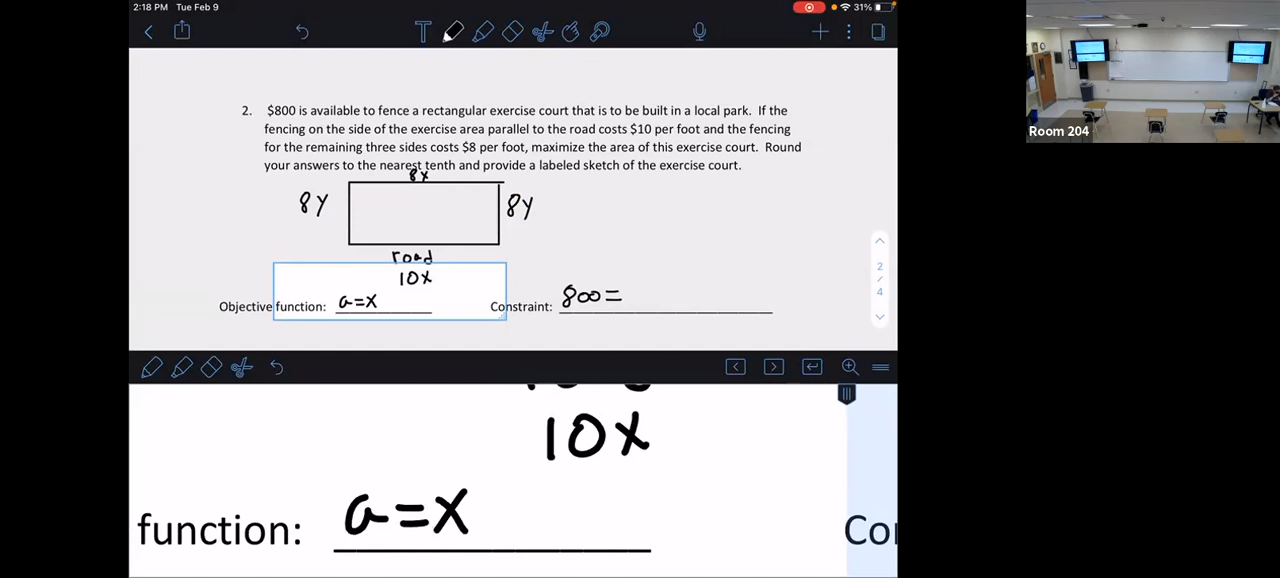 2:18 PM Tue Feb 9
31%
2. $800 is available to fence a rectangular exercise court that is to be built in a local park. If the
fencing on the side of the exercise area parallel to the road costs $10 per foot and the fencing
for the remaining three sides costs $8 per foot, maximize the area of this exercise court. Round
your answers to the nearest tenth and provide a labeled sketch of the exercise court.
8x
8y 8y
road
10x
Objective function: a=x Constraint: 800=
2
/
4
10x
function: a=x Co
Room 204